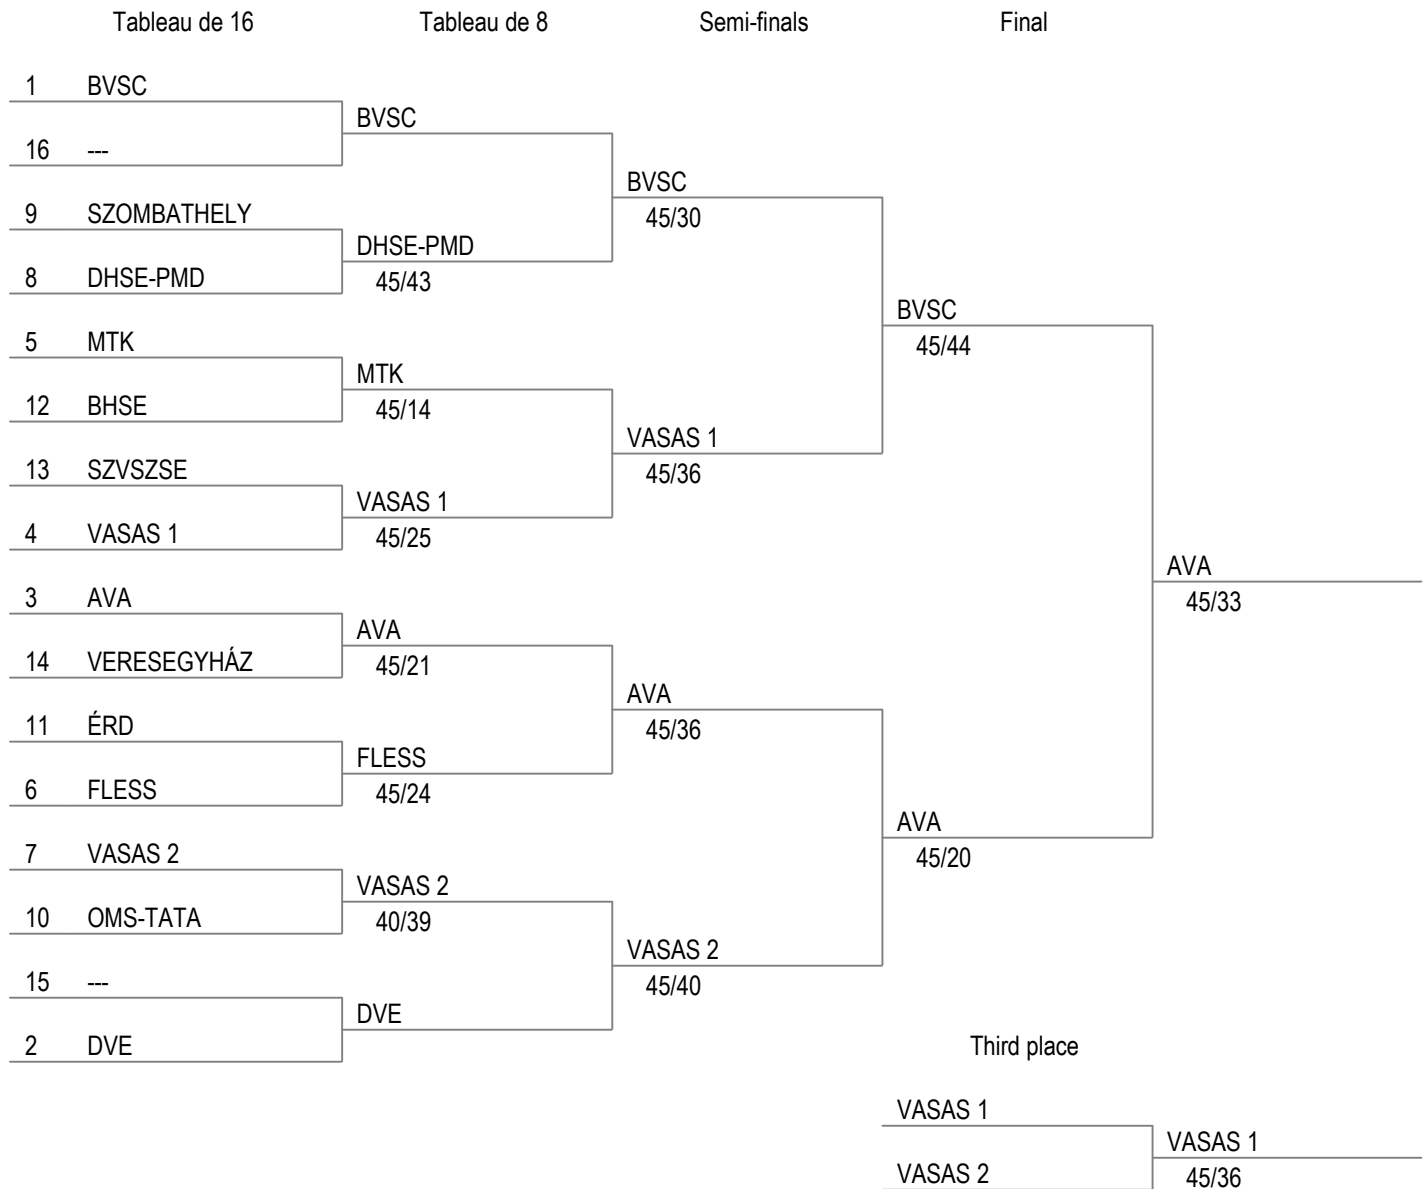 Tableau de 16 Tableau de 8 Semi-finals Final
1 BVSC
BVSC
16 ---
BVSC
45/30
9 SZOMBATHELY
DHSE-PMD
45/43
8 DHSE-PMD
BVSC
45/44
5 MTK
MTK
45/14
12 BHSE
VASAS 1
45/36
13 SZVSZSE
VASAS 1
45/25
4 VASAS 1
AVA
45/33
3 AVA
AVA
45/21
14 VERESEGYHÁZ
AVA
45/36
11 ÉRD
FLESS
45/24
6 FLESS
AVA
45/20
7 VASAS 2
VASAS 2
40/39
10 OMS-TATA
VASAS 2
45/40
15 ---
DVE
2 DVE
Third place
VASAS 1
VASAS 1
45/36
VASAS 2